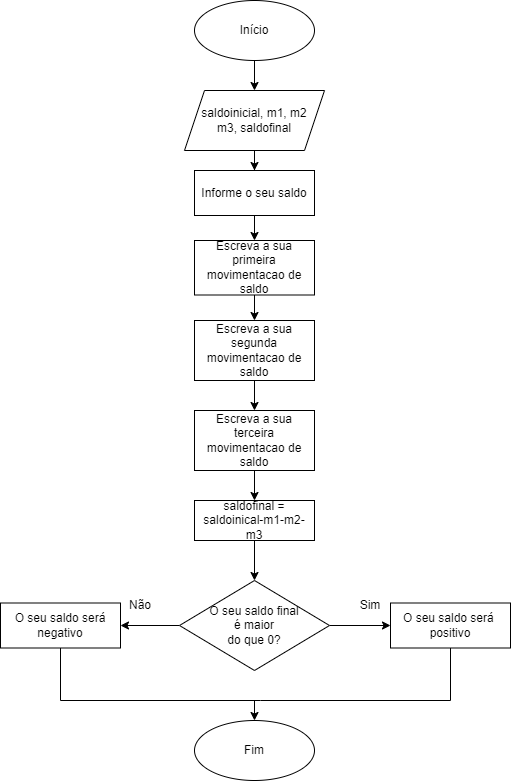 Início
saldoinicial, m1, m2
m3, saldofinal
Informe o seu saldo
Escreva a sua
primeira
movimentacao de
saldo
Escreva a sua
segunda
movimentacao de
saldo
Escreva a sua
terceira
movimentacao de
saldo
saldofinal =
saldoinical-m1-m2-
m3
O seu saldo final
é maior
do que 0?
Não
Sim
O seu saldo será
negativo
O seu saldo será
positivo
Fim